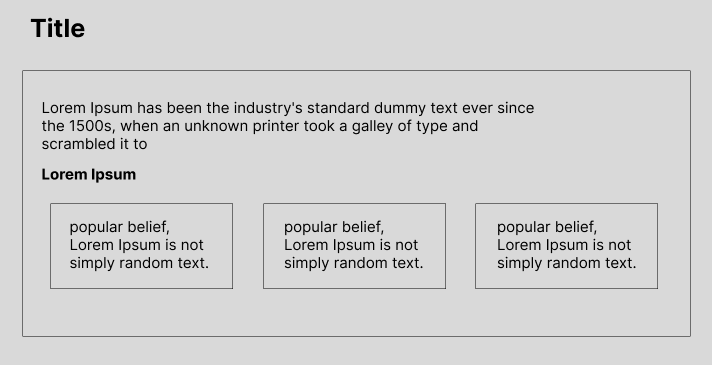 Title
Lorem Ipsum has been the industry's standard dummy text ever since
the 1500s, when an unknown printer took a galley of type and
scrambled it to
Lorem Ipsum
popular belief,
Lorem Ipsum is not
simply random text.
popular belief,
Lorem Ipsum is not
simply random text.
popular belief,
Lorem Ipsum is not
simply random text.